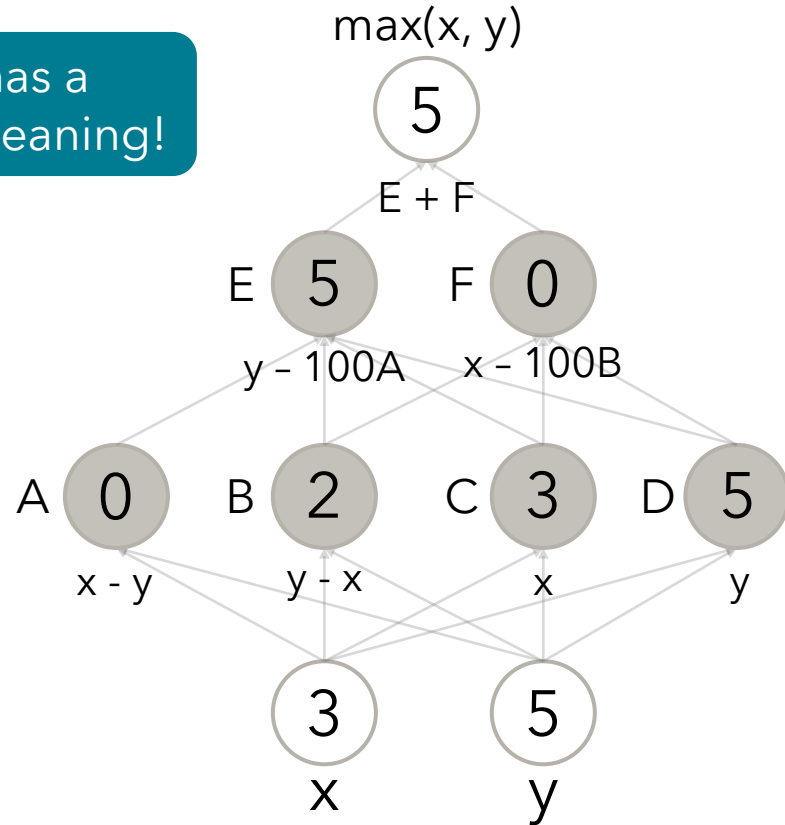 max(x, y)
as a
eaning!
5
E + F
E 5 F 0
y – 100A x – 100B
A 0 B 2 C 3 D 5
x - y y - x x y
3 5
x y